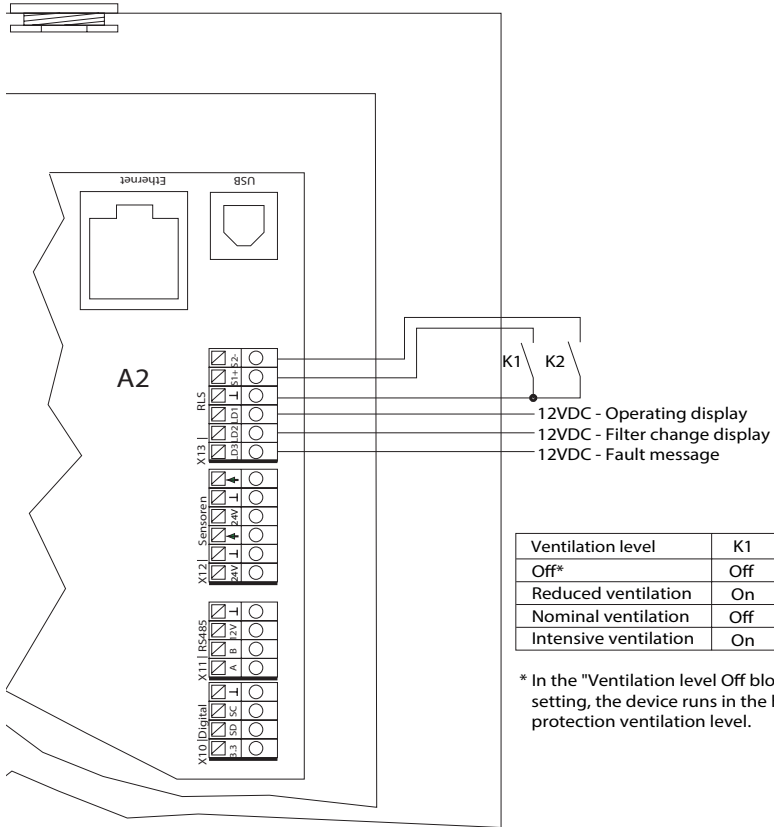 Ethernet
USB
A2
RLS
S2-
S1+
⊥
LD1
LD2
LD3
X13 |
Sensoren
⊥
24V
⊥
24V
X12 |
X11 | RS485
⊥
12V
B
A
X10 | Digital
⊥
SC
SD
3.3
K1 K2
12VDC - Operating display
12VDC - Filter change display
12VDC - Fault message
Ventilation level K1
Off* Off
Reduced ventilation On
Nominal ventilation Off
Intensive ventilation On
* In the "Ventilation level Off blo
setting, the device runs in the
protection ventilation level.